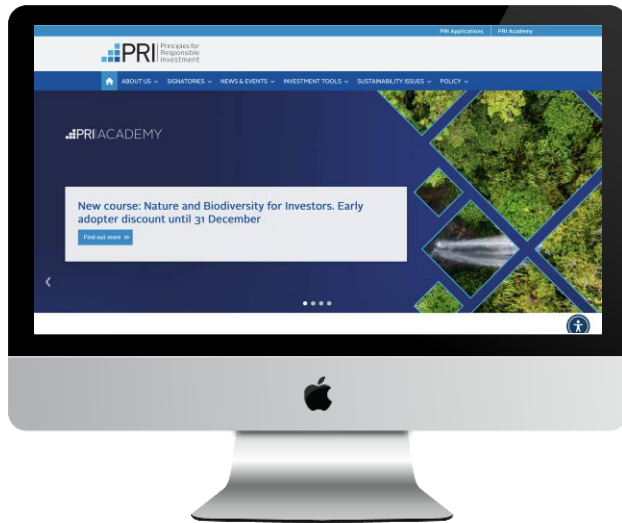 PRI Applications
PRI Academy
PRI
Principles for
Responsible
Investment
ABOUT US
SIGNATORIES
NEWS & EVENTS
INVESTMENT TOOLS
SUSTAINABILITY ISSUES
POLICY
PRI ACADEMY
New course: Nature and Biodiversity for Investors. Early
adopter discount until 31 December
Find out more